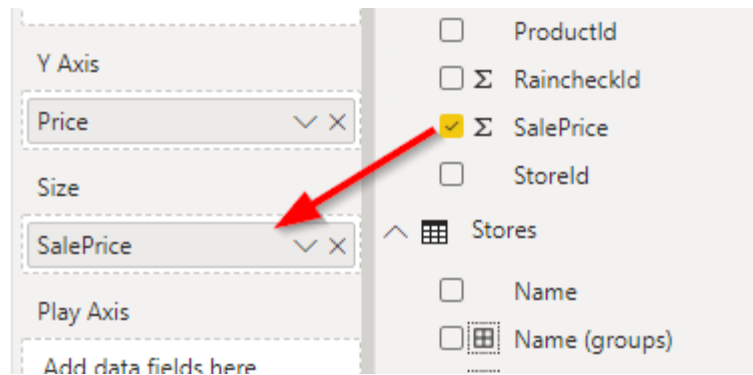 Y Axis
Price
Size
SalePrice
Play Axis
Add data fields here
ProductId
Σ RaincheckId
Σ SalePrice
StoreId
Stores
Name
Name (groups)